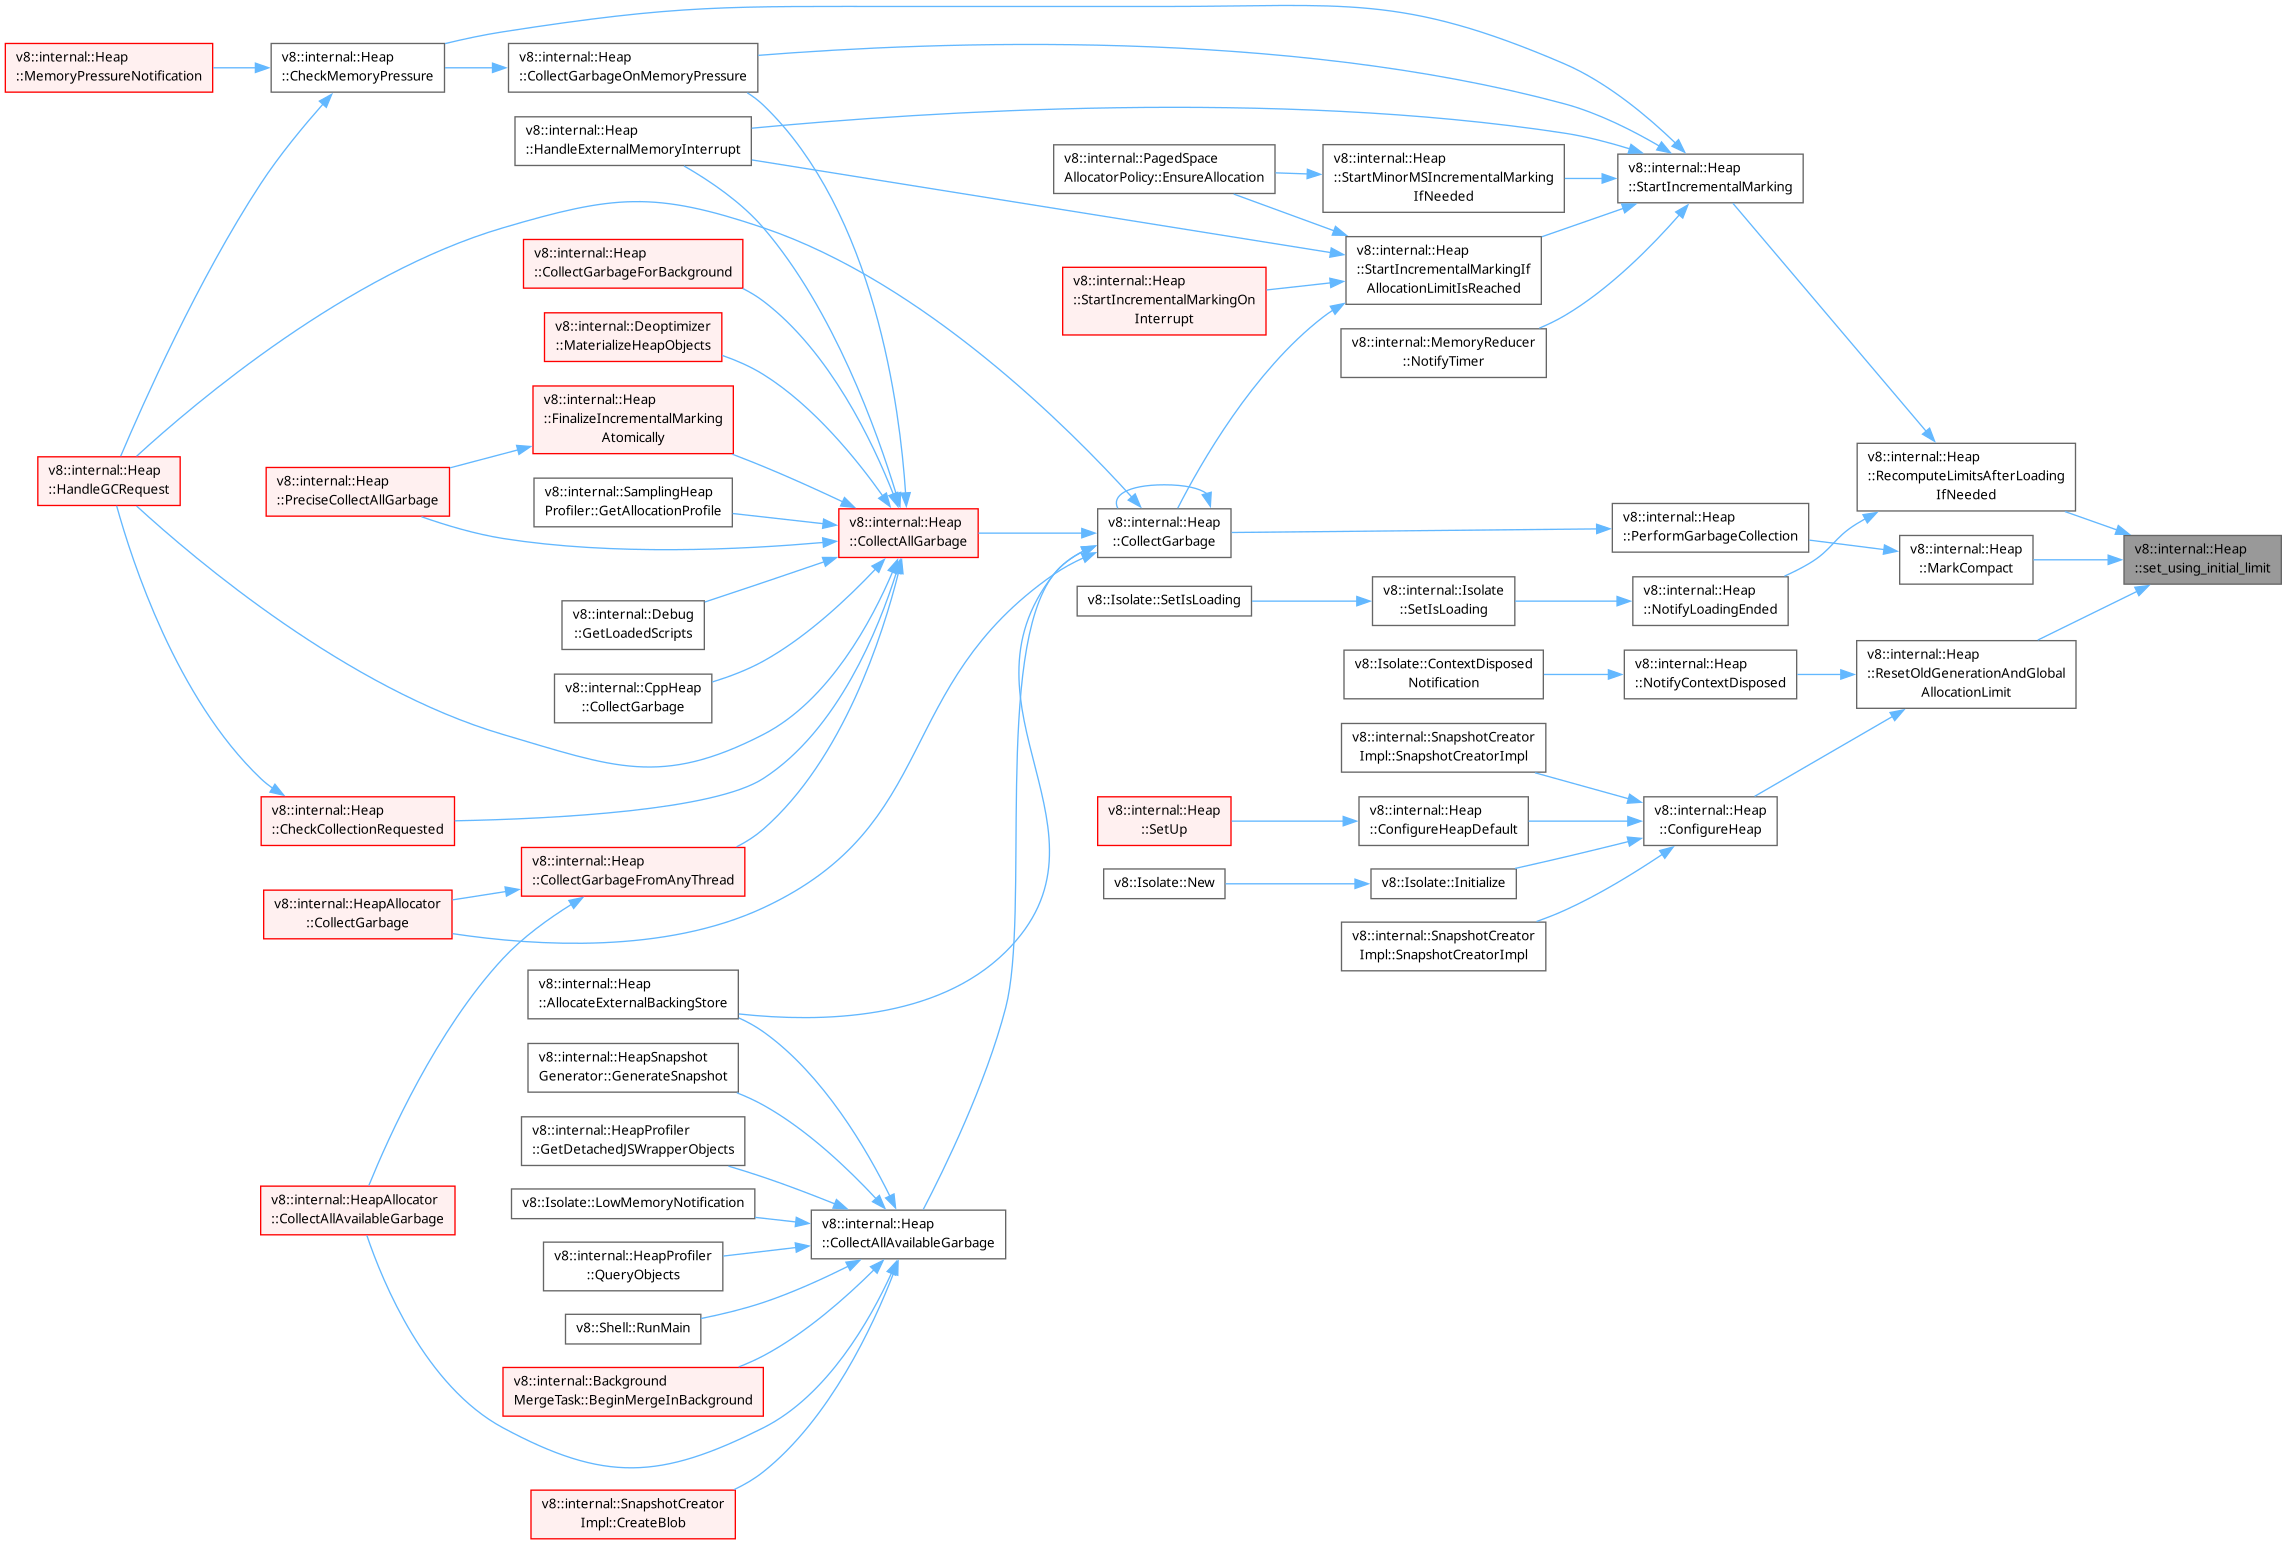 v8::internal::Heap
::MemoryPressureNotification
v8::internal::Heap
::CheckMemoryPressure
v8::internal::Heap
::CollectGarbageOnMemoryPressure
v8::internal::Heap
::HandleExternalMemoryInterrupt
v8::internal::PagedSpace
AllocatorPolicy::EnsureAllocation
v8::internal::Heap
::StartMinorMSIncrementalMarking
IfNeeded
v8::internal::Heap
::StartIncrementalMarking
v8::internal::Heap
::CollectGarbageForBackground
v8::internal::Heap
::StartIncrementalMarkingOn
Interrupt
v8::internal::Heap
::StartIncrementalMarkingIf
AllocationLimitIsReached
v8::internal::Deoptimizer
::MaterializeHeapObjects
v8::internal::MemoryReducer
::NotifyTimer
v8::internal::Heap
::FinalizeIncrementalMarking
Atomically
v8::internal::Heap
::HandleGCRequest
v8::internal::Heap
::PreciseCollectAllGarbage
v8::internal::SamplingHeap
Profiler::GetAllocationProfile
v8::internal::Heap
::CollectAllGarbage
v8::internal::Heap
::CollectGarbage
v8::internal::Heap
::PerformGarbageCollection
v8::internal::Heap
::RecomputeLimitsAfterLoading
IfNeeded
v8::internal::Heap
::MarkCompact
v8::internal::Heap
::set_using_initial_limit
v8::internal::Debug
::GetLoadedScripts
v8::Isolate::SetIsLoading
v8::internal::Isolate
::SetIsLoading
v8::internal::Heap
::NotifyLoadingEnded
v8::internal::CppHeap
::CollectGarbage
v8::Isolate::ContextDisposed
Notification
v8::internal::Heap
::NotifyContextDisposed
v8::internal::Heap
::ResetOldGenerationAndGlobal
AllocationLimit
v8::internal::SnapshotCreator
Impl::SnapshotCreatorImpl
v8::internal::Heap
::CheckCollectionRequested
v8::internal::Heap
::SetUp
v8::internal::Heap
::ConfigureHeapDefault
v8::internal::Heap
::ConfigureHeap
v8::internal::Heap
::CollectGarbageFromAnyThread
v8::Isolate::New
v8::Isolate::Initialize
v8::internal::HeapAllocator
::CollectGarbage
v8::internal::SnapshotCreator
Impl::SnapshotCreatorImpl
v8::internal::Heap
::AllocateExternalBackingStore
v8::internal::HeapSnapshot
Generator::GenerateSnapshot
v8::internal::HeapProfiler
::GetDetachedJSWrapperObjects
v8::internal::HeapAllocator
::CollectAllAvailableGarbage
v8::Isolate::LowMemoryNotification
v8::internal::Heap
::CollectAllAvailableGarbage
v8::internal::HeapProfiler
::QueryObjects
v8::Shell::RunMain
v8::internal::Background
MergeTask::BeginMergeInBackground
v8::internal::SnapshotCreator
Impl::CreateBlob